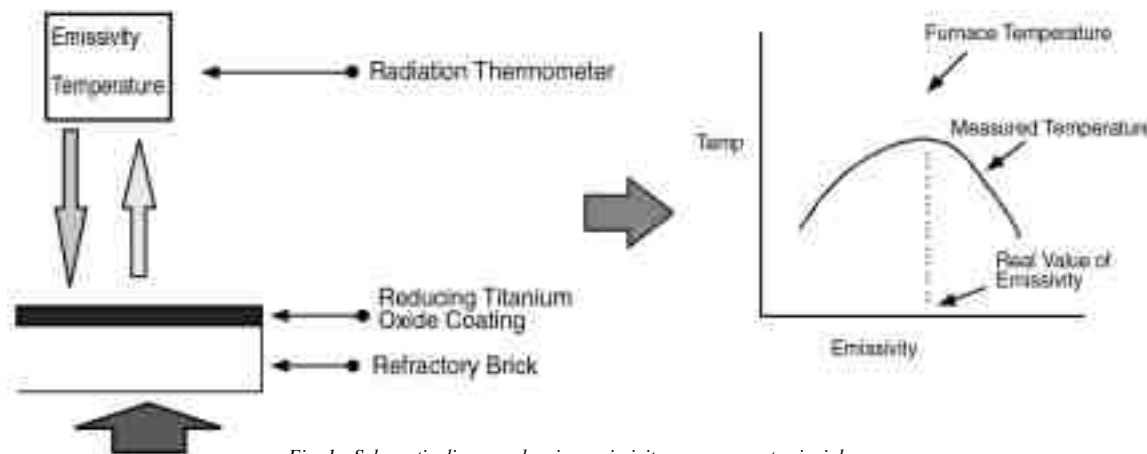 Emissivity
Temperature
Radiation Thermometer
Reducing Titanium
Oxide Coating
Refractory Brick
Furnace Temperature
Measured Temperature
Temp
Real Value of
Emissivity
Emissivity